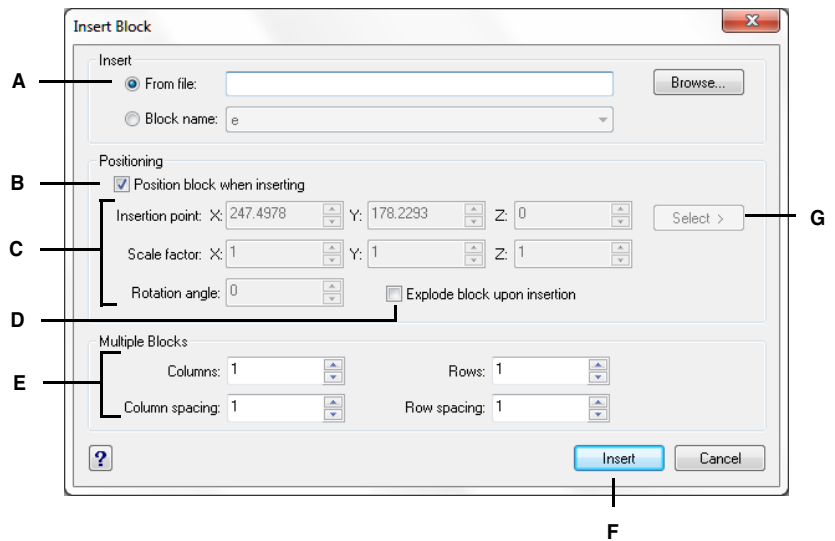 Insert Block
Insert
A
From file:
Browse...
Block name: e
Positioning
B
Position block when inserting
Insertion point: X: 247.4978 Y: 178.2293 Z: 0
Select >
G
C
Scale factor: X: 1 Y: 1 Z: 1
Rotation angle: 0
Explode block upon insertion
D
Multiple Blocks
E
Columns: 1 Rows: 1
Column spacing: 1 Row spacing: 1
? Insert Cancel
F